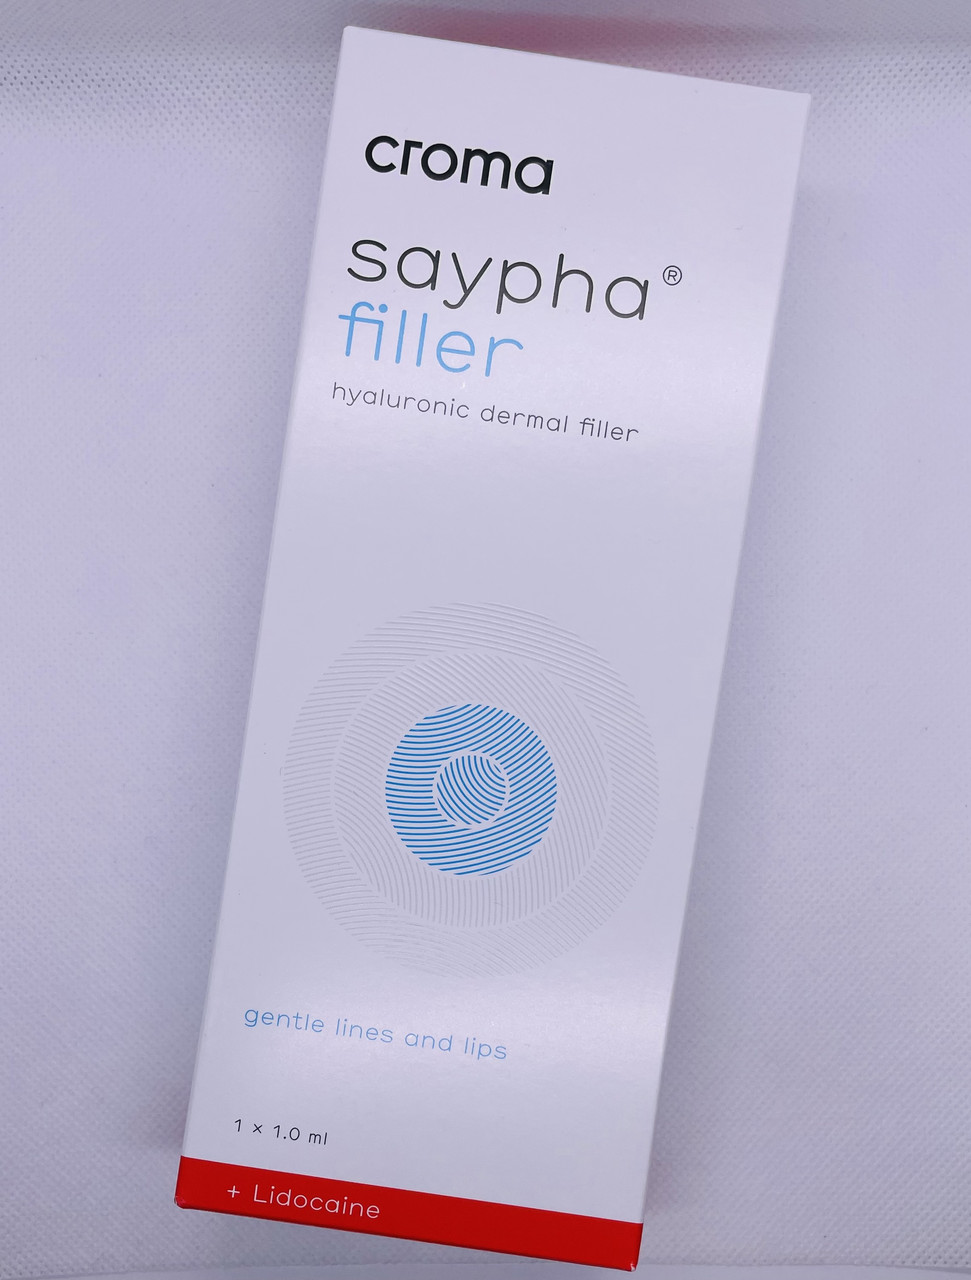 croma
saypha®
filler
hyaluronic dermal filler
gentle lines and lips
1 × 1.0 ml
+ Lidocaine